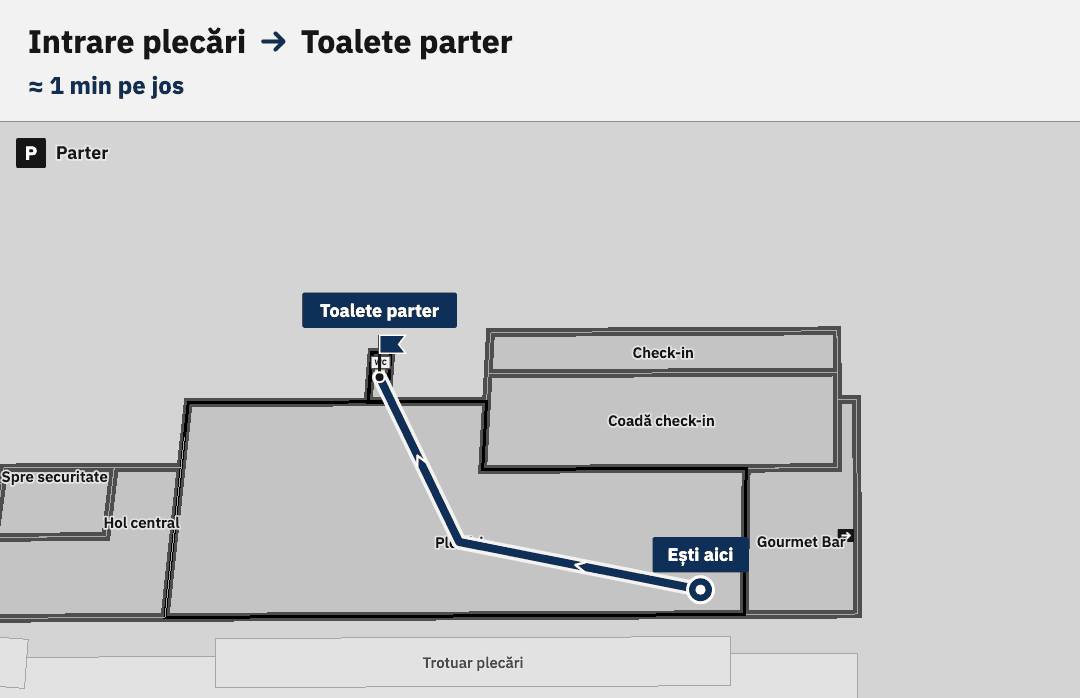 Intrare plecări → Toalete parter
≈ 1 min pe jos
P Parter
Toalete parter
WC
Check-in
Coadă check-in
Spre securitate
Hol central
Ești aici
Gourmet Bar
Trotuar plecări